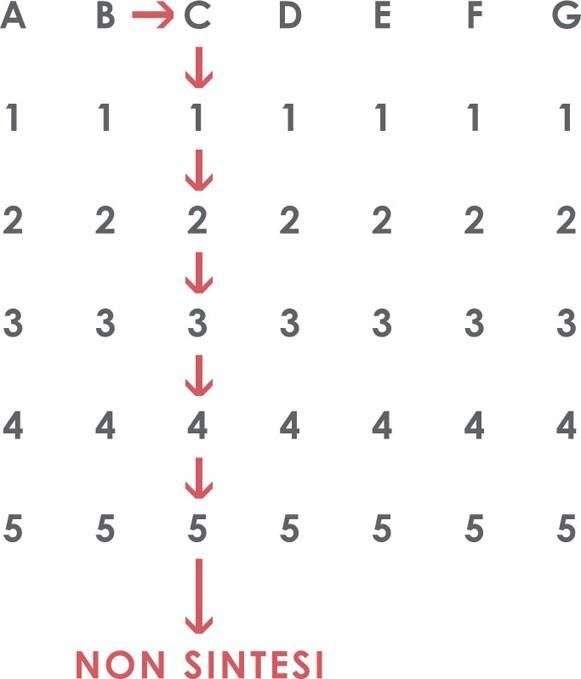 A B C D E F G
1 1 1 1 1 1 1
2 2 2 2 2 2 2
3 3 3 3 3 3 3
4 4 4 4 4 4 4
5 5 5 5 5 5 5
NON SINTESI